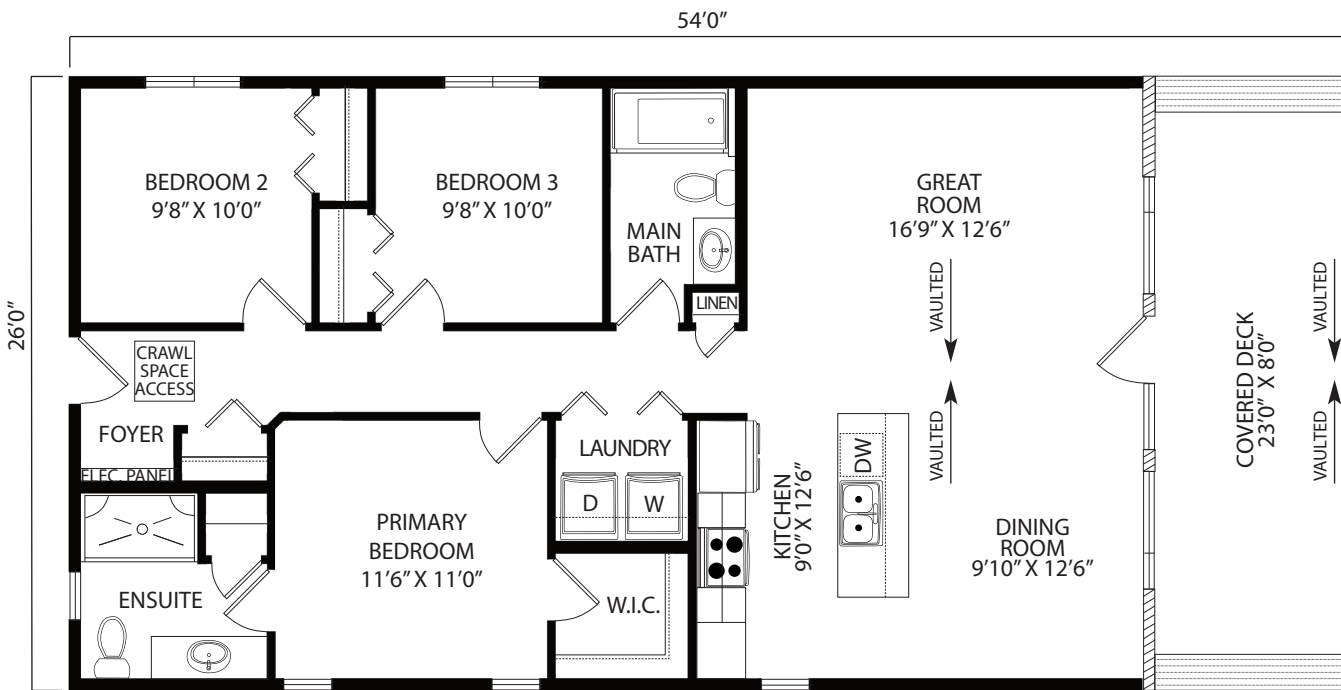 54'0”
26'0”
BEDROOM 2
9'8” X 10'0”
BEDROOM 3
9'8” X 10'0”
MAIN
BATH
LINEN
GREAT
ROOM
16'9” X 12'6”
VAULTED
VAULTED
COVERED DECK
23'0” X 8'0”
VAULTED
VAULTED
CRAWL
SPACE
ACCESS
FOYER
ELEC. PANEL
LAUNDRY
D
W
PRIMARY
BEDROOM
11'6” X 11'0”
ENSUITE
W.I.C.
KITCHEN
9'0” X 12'6”
DW
DINING
ROOM
9'10” X 12'6”